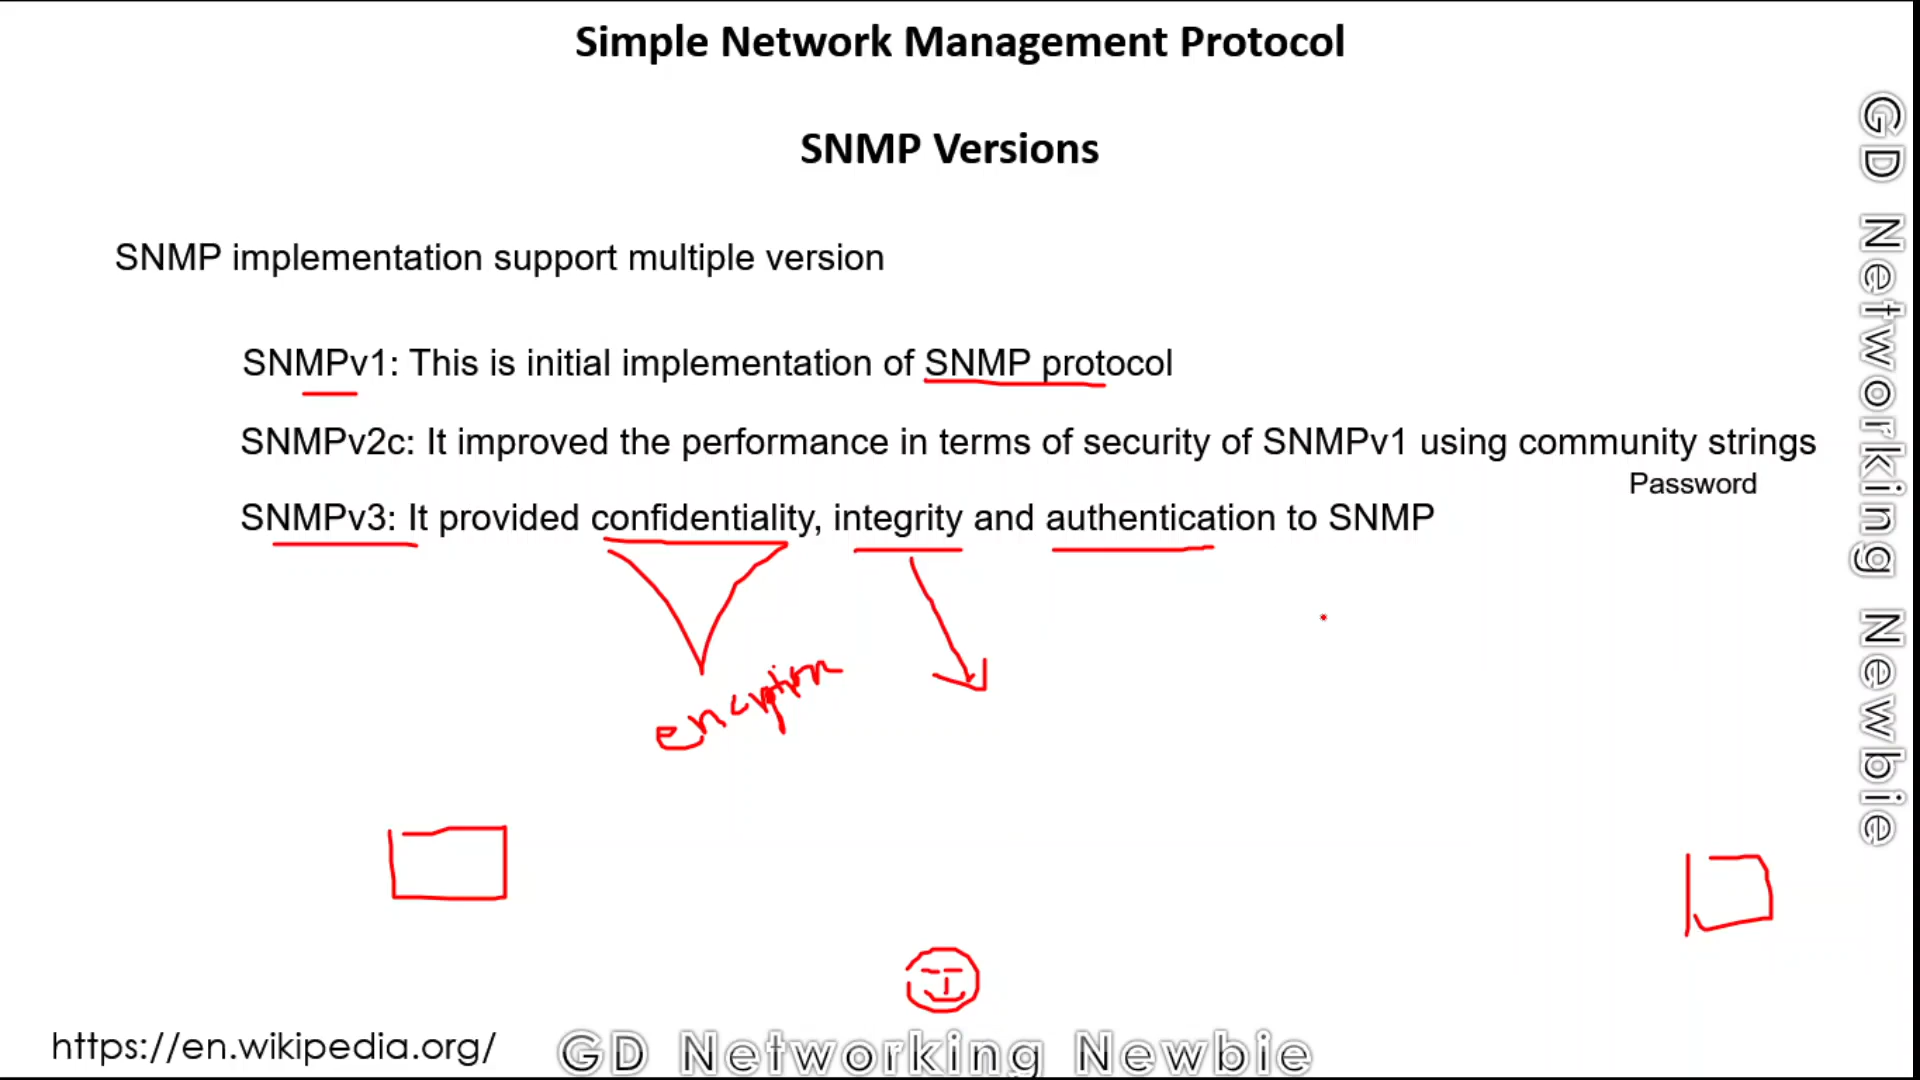 Simple Network Management Protocol
SNMP Versions
SNMP implementation support multiple version
SNMPv1: This is initial implementation of SNMP protocol
SNMPv2c: It improved the performance in terms of security of SNMPv1 using community strings
Password
SNMPv3: It provided confidentiality, integrity and authentication to SNMP
encyption
https://en.wikipedia.org/
GD Networking Newbie
GD Networking Newbie